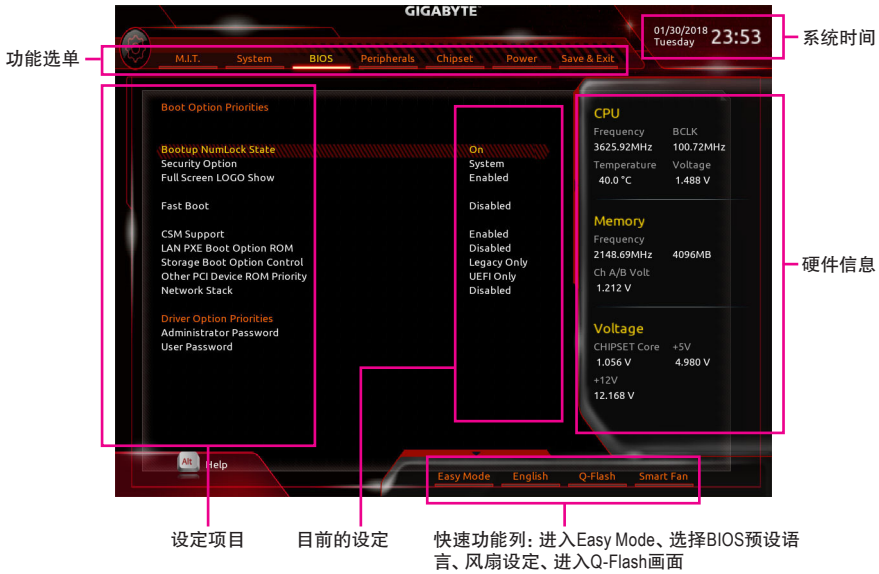 GIGABYTE™
01/30/2018 23:53
Tuesday
系统时间
功能选单
M.I.T. System BIOS Peripherals Chipset Power Save & Exit
Boot Option Priorities
Bootup NumLock State On
Security Option System
Full Screen LOGO Show Enabled
Fast Boot Disabled
CSM Support Enabled
LAN PXE Boot Option ROM Disabled
Storage Boot Option Control Legacy Only
Other PCI Device ROM Priority UEFI Only
Network Stack Disabled
Driver Option Priorities
Administrator Password
User Password
CPU
Frequency BCLK
3625.92MHz 100.72MHz
Temperature Voltage
40.0 °C 1.488 V
Memory
Frequency
2148.69MHz 4096MB
Ch A/B Volt
1.212 V
Voltage
CHIPSET Core +5V
1.056 V 4.980 V
+12V
12.168 V
硬件信息
Alt Help
Easy Mode English Q-Flash Smart Fan
设定项目
目前的设定
快速功能列: 进入Easy Mode、选择BIOS预设语
言、风扇设定、进入Q-Flash画面